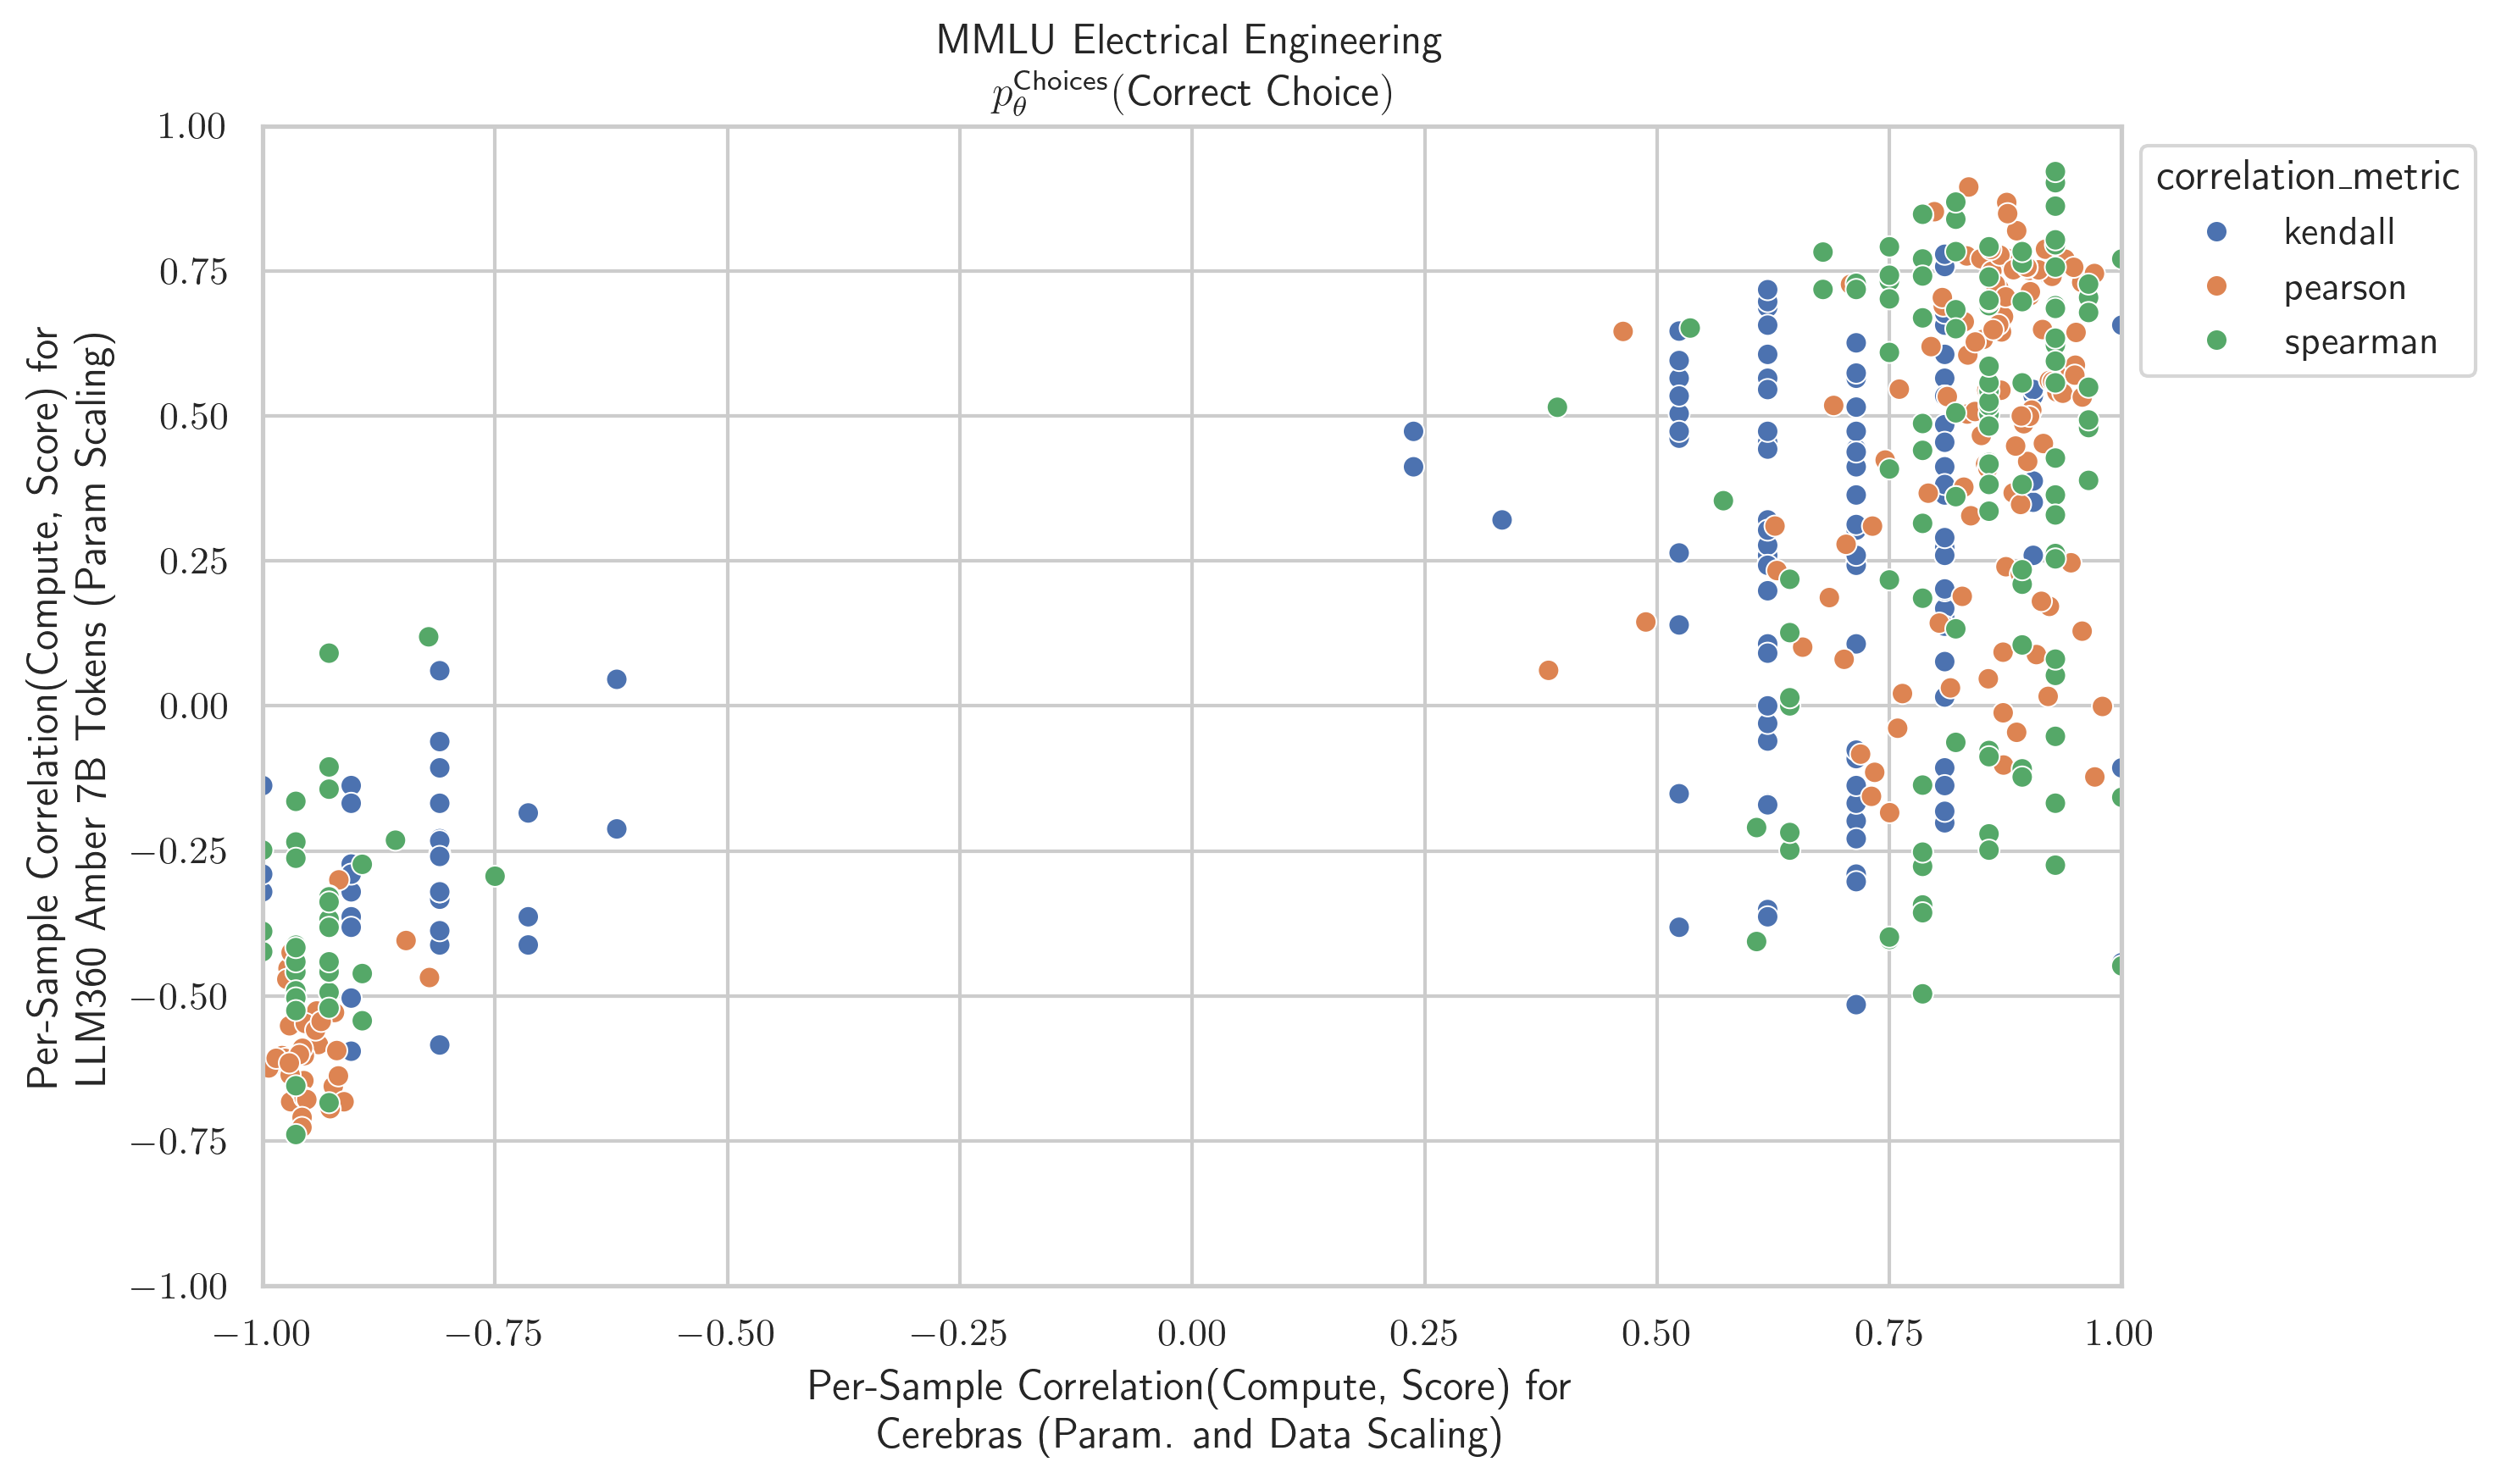 MMLU Electrical Engineering
p_θ^Choices(Correct Choice)
1.00
0.75
0.50
0.25
0.00
−0.25
−0.50
−0.75
−1.00
Per-Sample Correlation(Compute, Score) for
LLM360 Amber 7B Tokens (Param Scaling)
correlation_metric
kendall
pearson
spearman
−1.00 −0.75 −0.50 −0.25 0.00 0.25 0.50 0.75 1.00
Per-Sample Correlation(Compute, Score) for
Cerebras (Param. and Data Scaling)